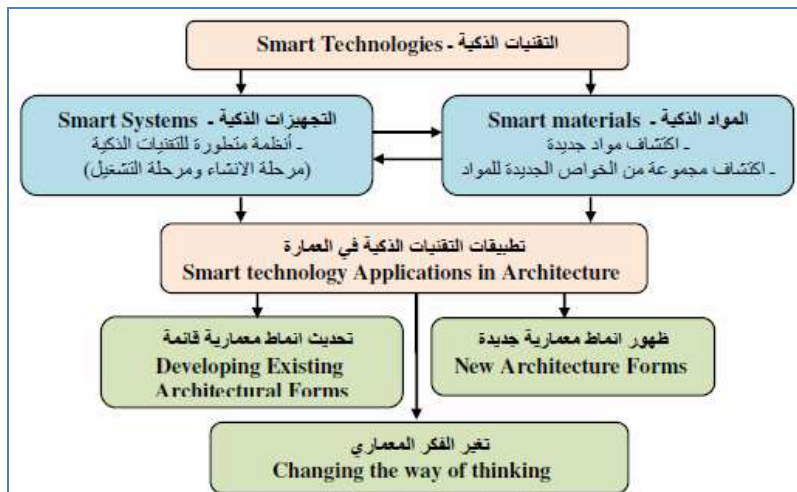 التقنيات الذكية - Smart Technologies
المواد الذكية - Smart materials
- اكتشاف مواد جديدة
- اكتشاف مجموعة من الخواص الجديدة للمواد
التجهيزات الذكية - Smart Systems
- أنظمة متطورة للتقنيات الذكية
(مرحلة الانشاء ومرحلة التشغيل)
تطبيقات التقنيات الذكية في العمارة
Smart technology Applications in Architecture
ظهور انماط معمارية جديدة
New Architecture Forms
تحديث انماط معمارية قائمة
Developing Existing
Architectural Forms
تغير الفكر المعماري
Changing the way of thinking